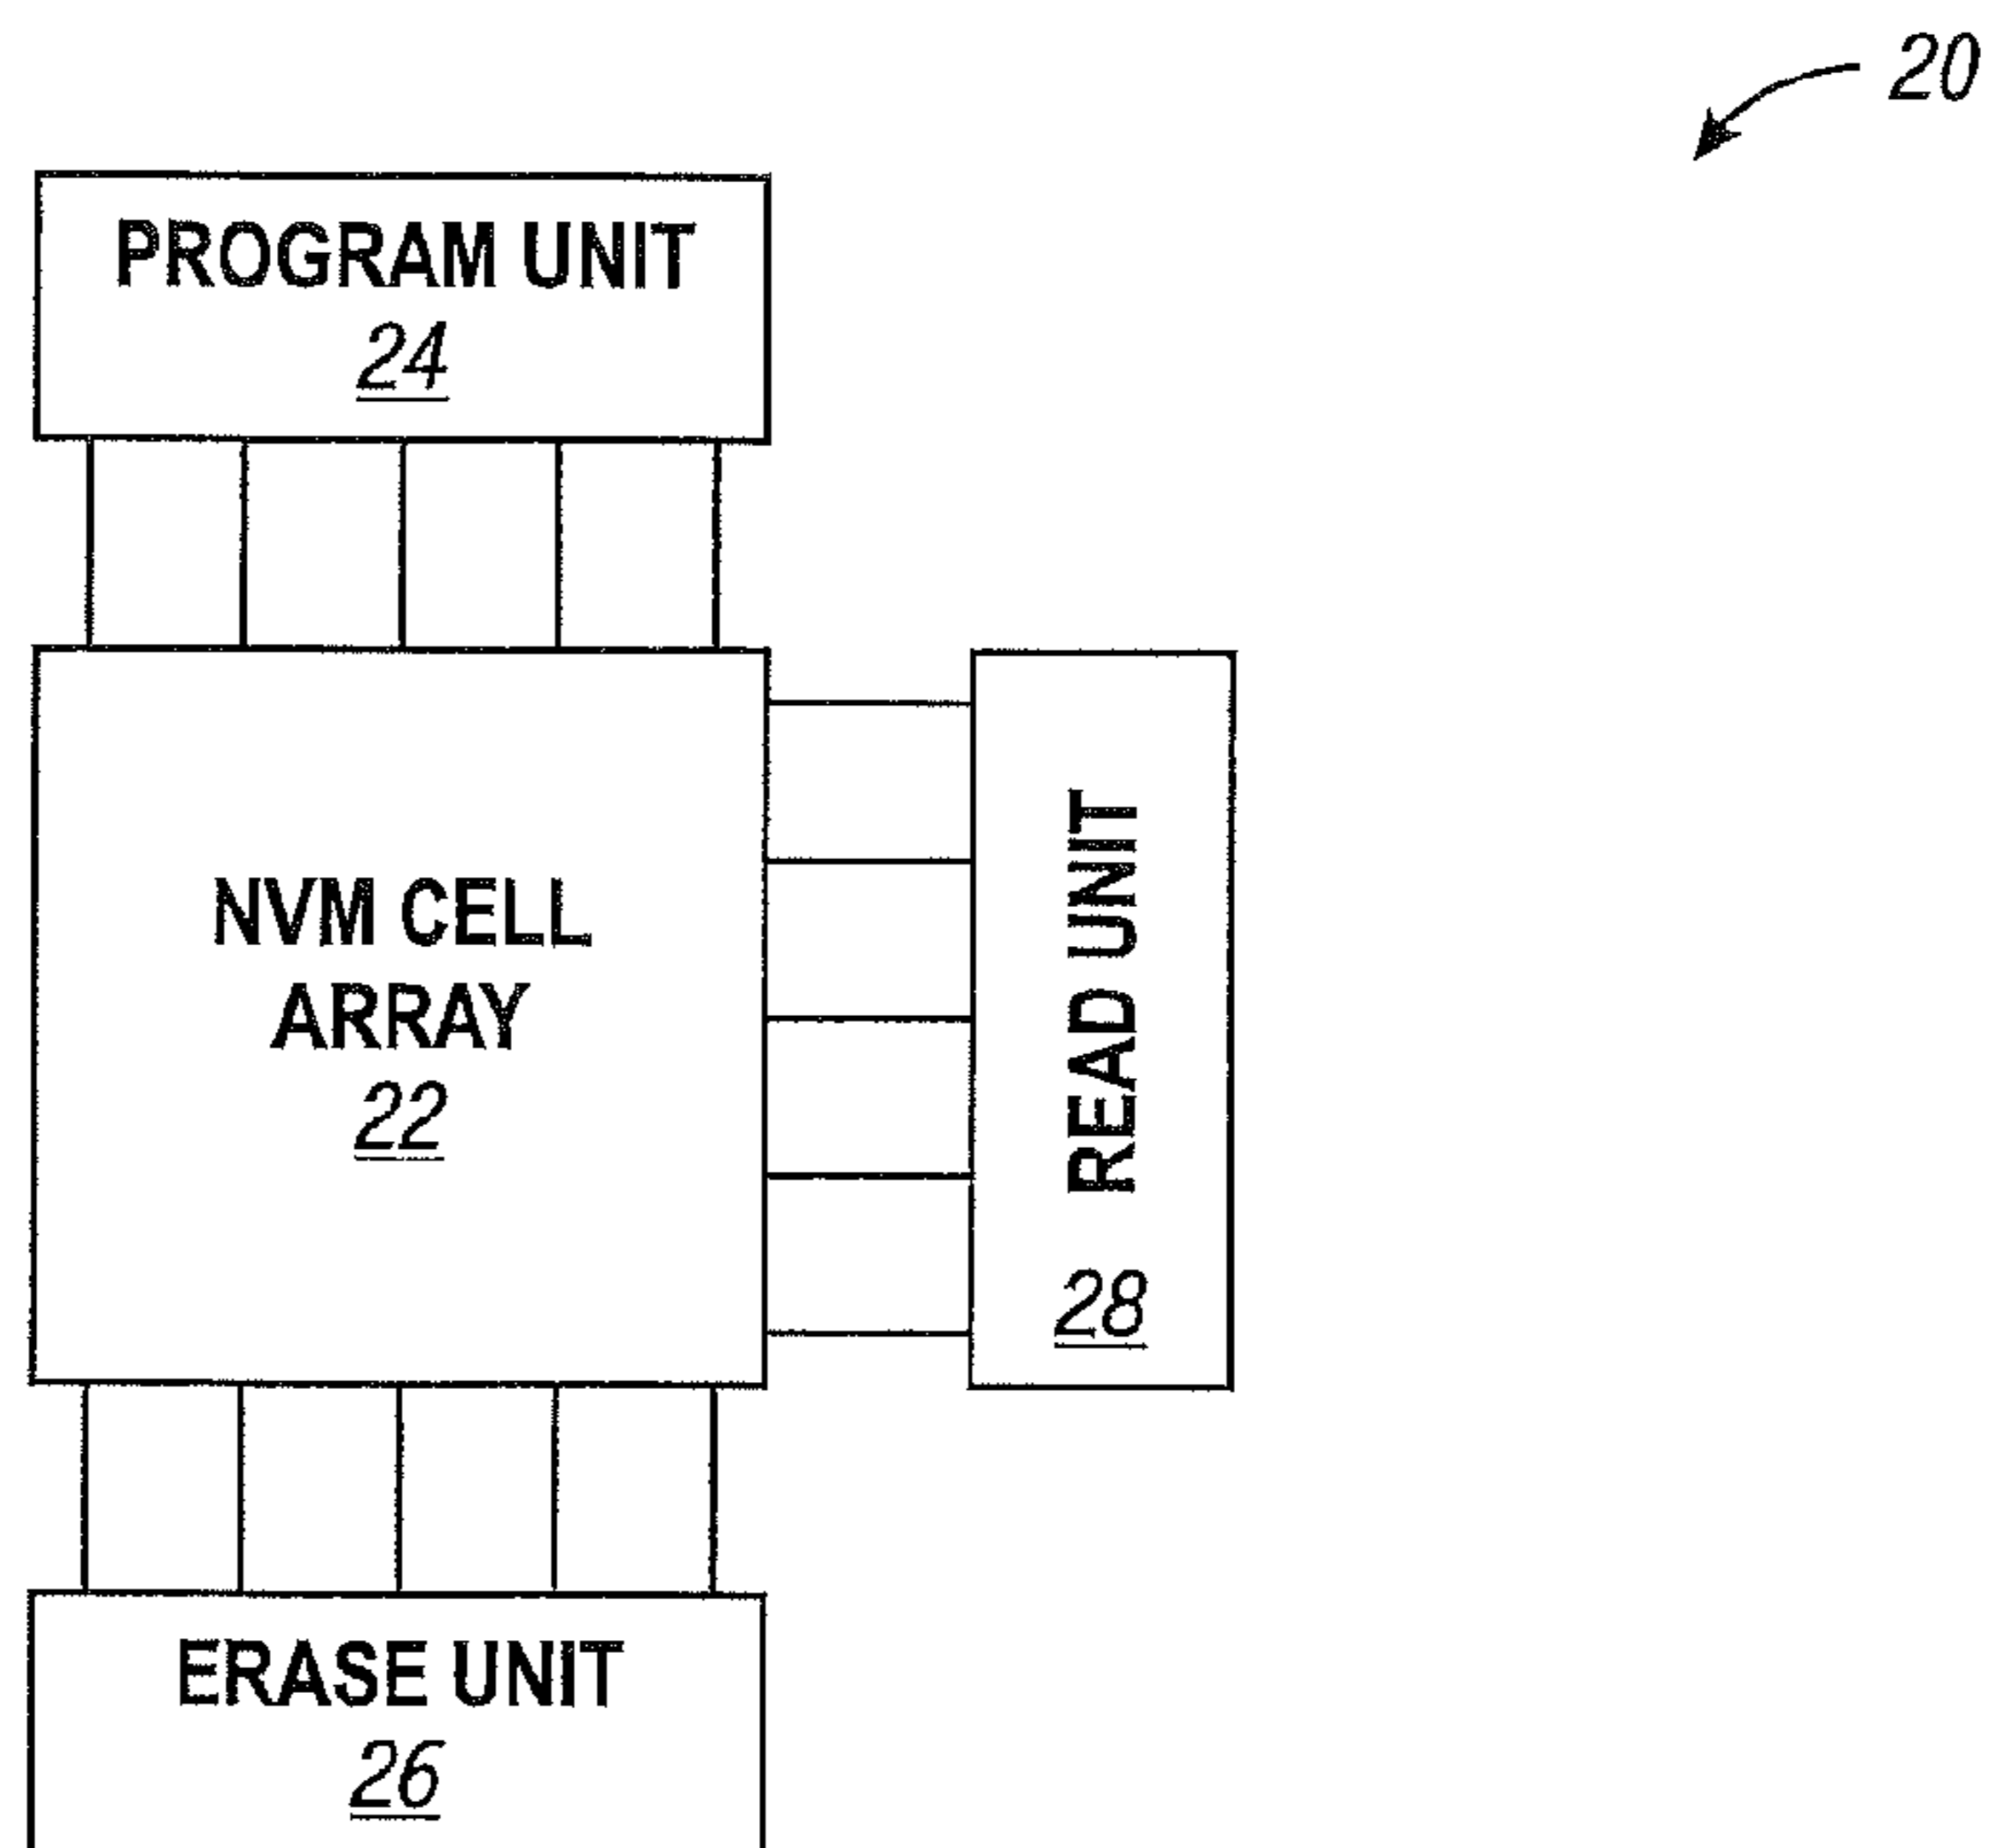 20
PROGRAM UNIT
24
NVM CELL
ARRAY
22
READ UNIT
28
ERASE UNIT
26